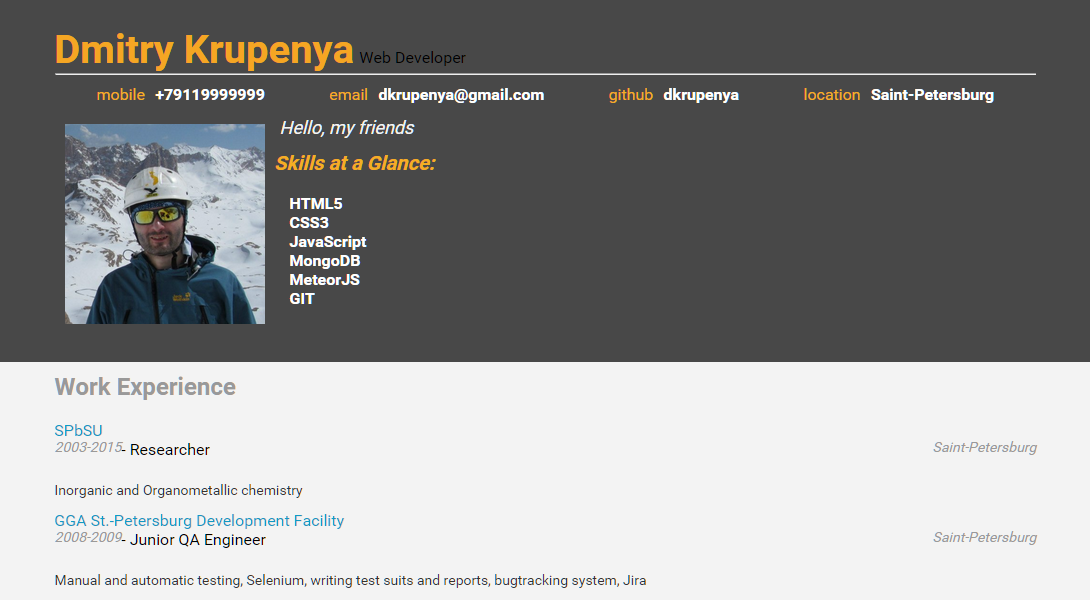 Dmitry Krupenya Web Developer
mobile +79119999999 email dkrupenya@gmail.com github dkrupenya location Saint-Petersburg
Hello, my friends
Skills at a Glance:
HTML5
CSS3
JavaScript
MongoDB
MeteorJS
GIT
Work Experience
SPbSU
2003-2015- Researcher Saint-Petersburg
Inorganic and Organometallic chemistry
GGA St.-Petersburg Development Facility
2008-2009- Junior QA Engineer Saint-Petersburg
Manual and automatic testing, Selenium, writing test suits and reports, bugtracking system, Jira